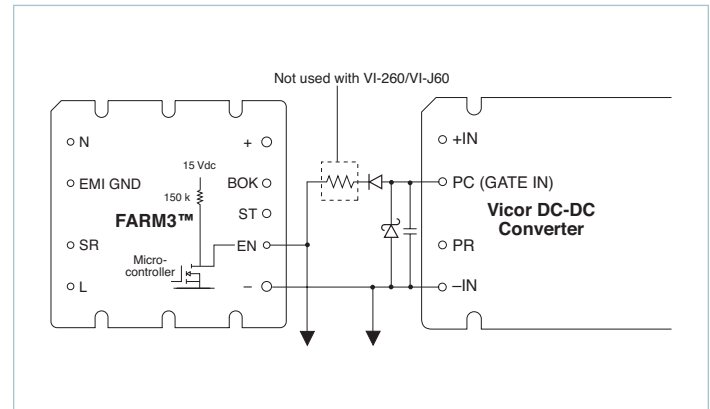 Not used with VI-260/VI-J60
N
EMI GND
SR
L
15 Vdc
150 k
FARM3™
Micro-
controller
+
BOK
ST
EN
–
+IN
PC (GATE IN)
Vicor DC-DC
Converter
PR
–IN